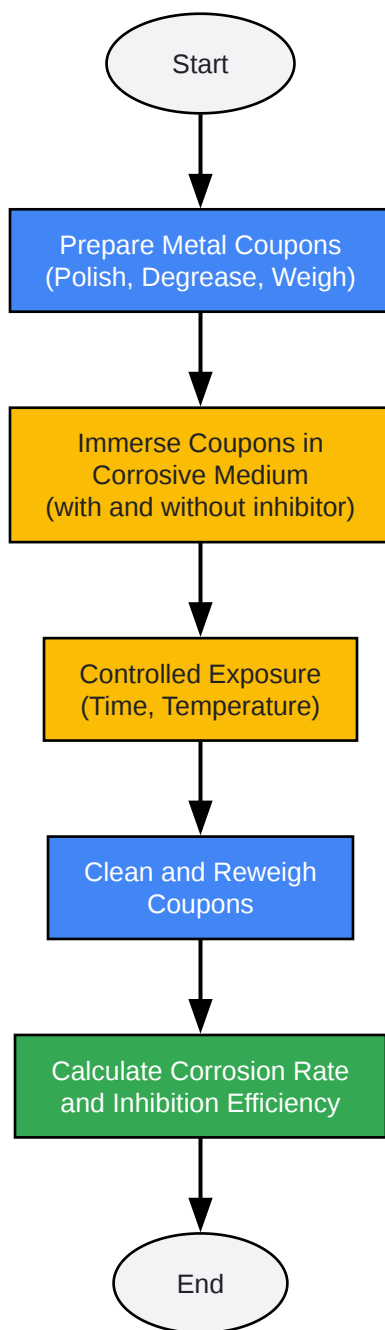 Start
Prepare Metal Coupons
(Polish, Degrease, Weigh)
Immerse Coupons in
Corrosive Medium
(with and without inhibitor)
Controlled Exposure
(Time, Temperature)
Clean and Reweigh
Coupons
Calculate Corrosion Rate
and Inhibition Efficiency
End